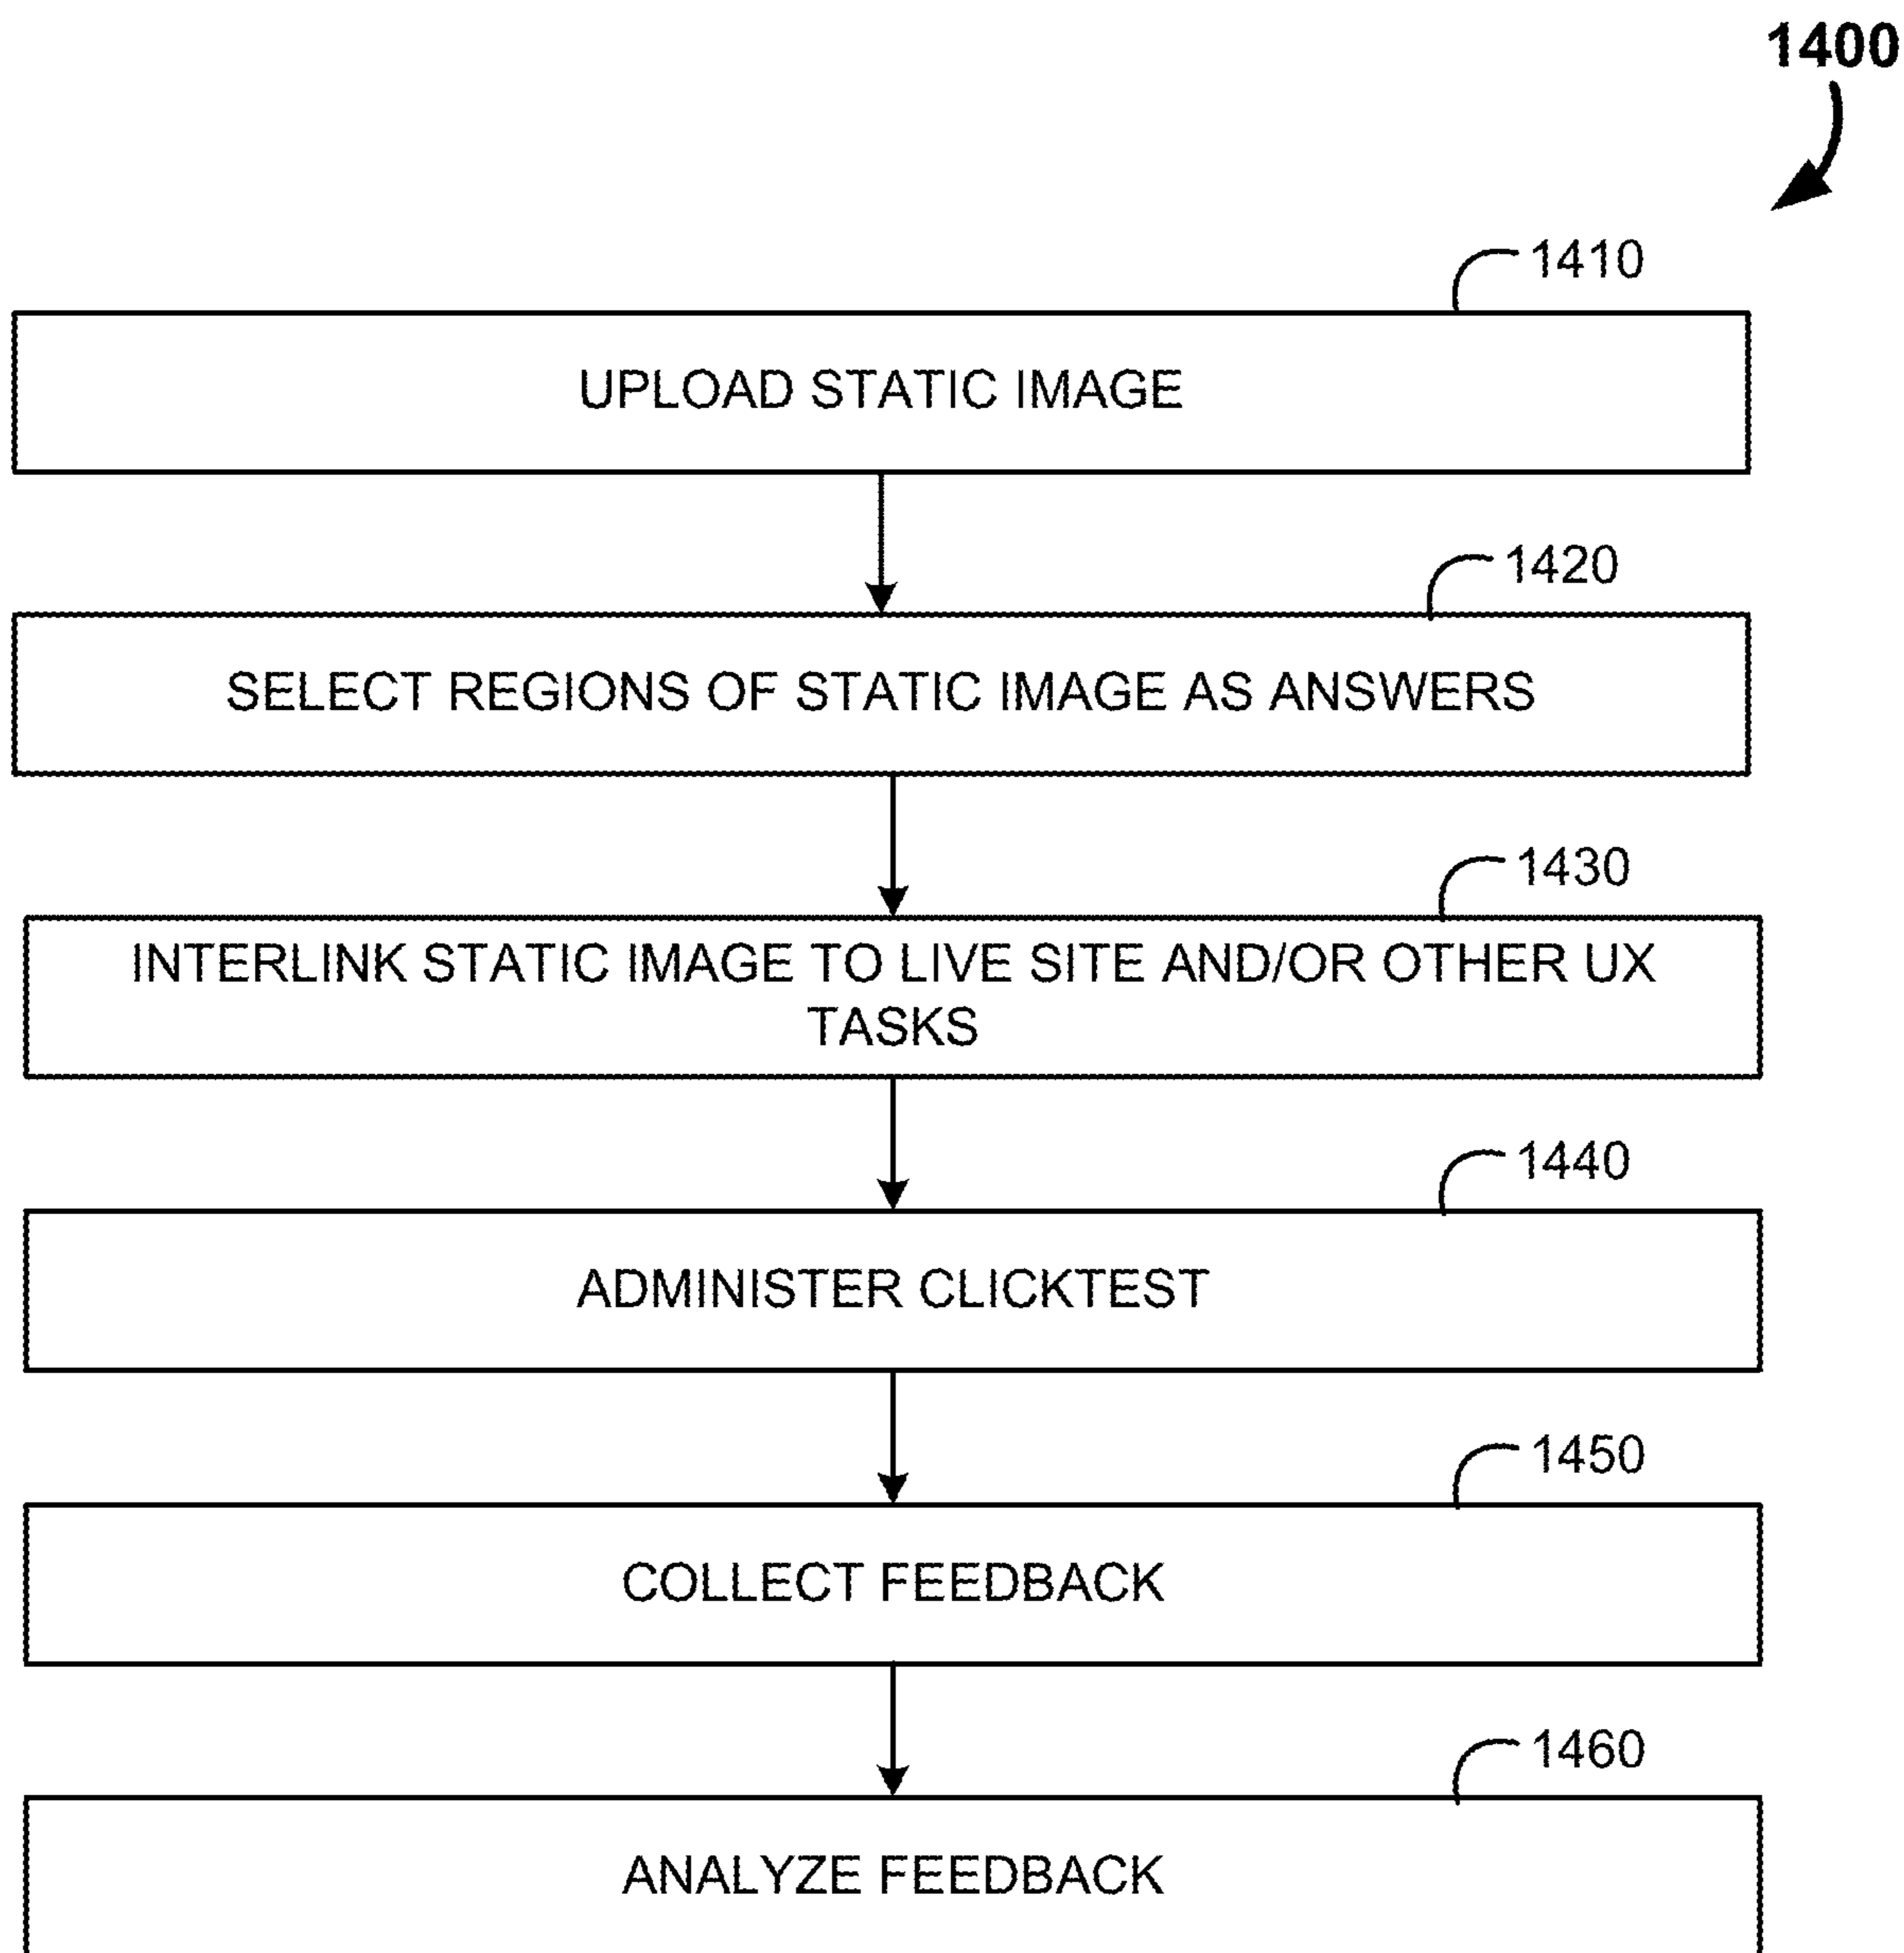 1400
1410
UPLOAD STATIC IMAGE
1420
SELECT REGIONS OF STATIC IMAGE AS ANSWERS
1430
INTERLINK STATIC IMAGE TO LIVE SITE AND/OR OTHER UX
TASKS
1440
ADMINISTER CLICKTEST
1450
COLLECT FEEDBACK
1460
ANALYZE FEEDBACK